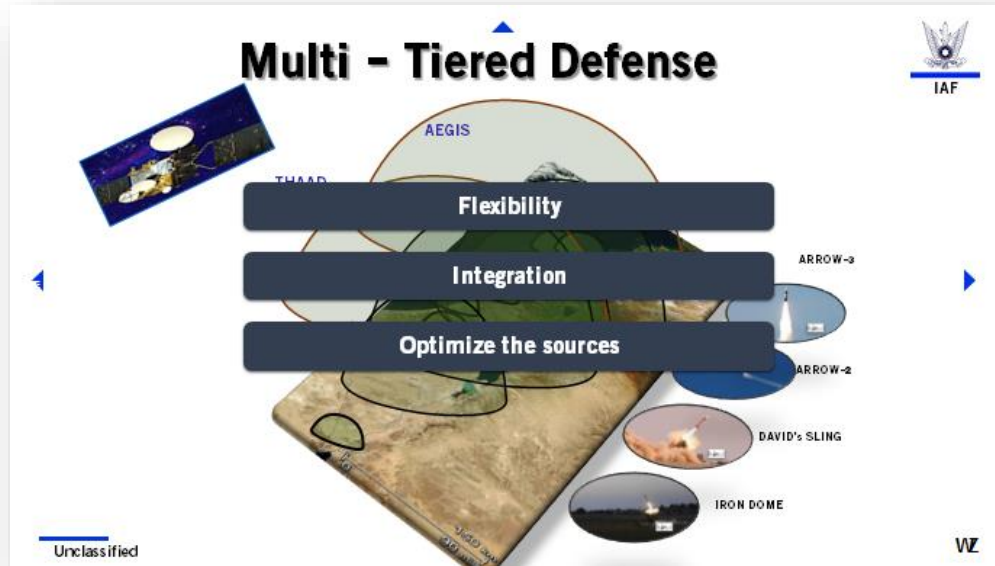 Multi - Tiered Defense
IAF
AEGIS
THAAD
Flexibility
Integration
Optimize the sources
ARROW-3
ARROW-2
DAVID's SLING
IRON DOME
Unclassified